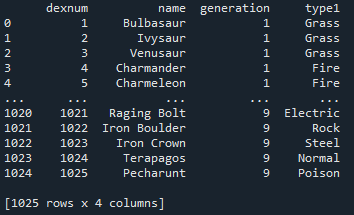 dexnum name generation type1
0 1 Bulbasaur 1 Grass
1 2 Ivysaur 1 Grass
2 3 Venusaur 1 Grass
3 4 Charmander 1 Fire
4 5 Charmeleon 1 Fire
... ... ... ... ...
1020 1021 Raging Bolt 9 Electric
1021 1022 Iron Boulder 9 Rock
1022 1023 Iron Crown 9 Steel
1023 1024 Terapagos 9 Normal
1024 1025 Pecharunt 9 Poison
[1025 rows x 4 columns]